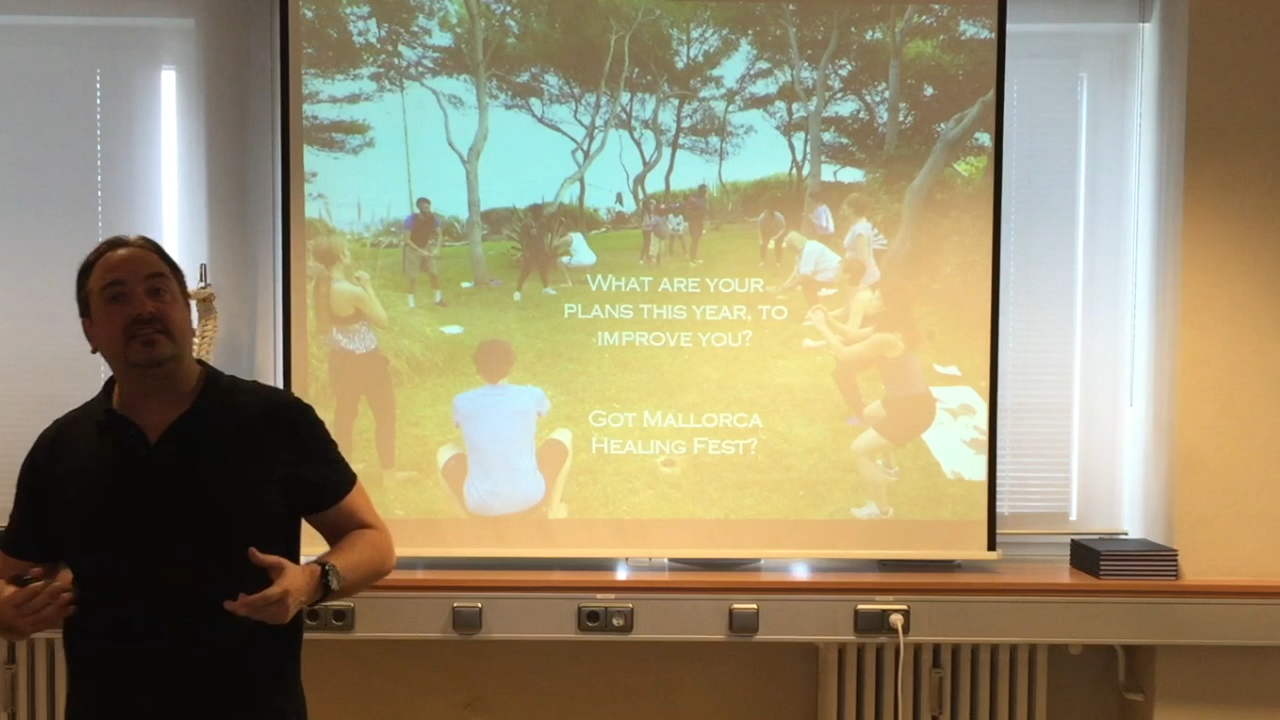 What are your
plans this year, to
improve you?
Got Mallorca
Healing Fest?